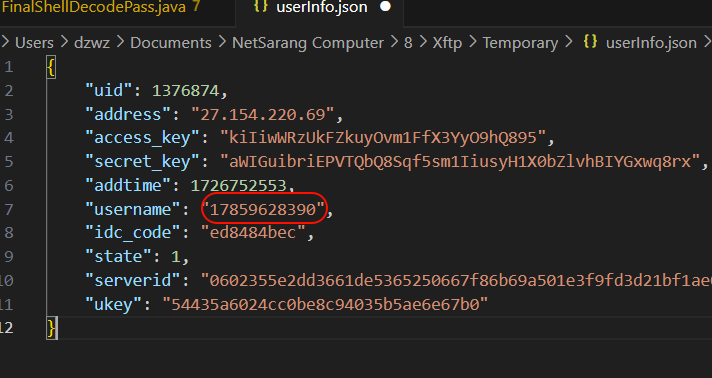 FinalShellDecodePass.java 7 {} userInfo.json
> Users > dzwz > Documents > NetSarang Computer > 8 > Xftp > Temporary > {} userInfo.json >
1 {
2 "uid": 1376874,
3 "address": "27.154.220.69",
4 "access_key": "kiIiwWRzUkFZkuyOvm1FfX3YyO9hQ895",
5 "secret_key": "aWIGuibriEPVTQbQ8Sqf5sm1IiusyH1X0bZlvhBIYGxwq8rx",
6 "addtime": 1726752553,
7 "username": "17859628390",
8 "idc_code": "ed8484bec",
9 "state": 1,
10 "serverid": "0602355e2dd3661de5365250667f86b69a501e3f9fd3d21bf1ae
11 "ukey": "54435a6024cc0be8c94035b5ae6e67b0"
12 }